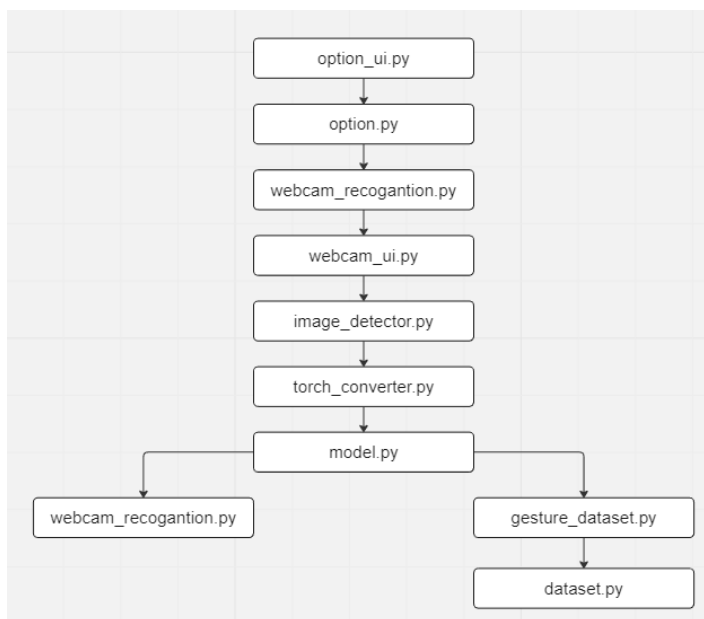 option_ui.py
option.py
webcam_recogantion.py
webcam_ui.py
image_detector.py
torch_converter.py
model.py
webcam_recogantion.py
gesture_dataset.py
dataset.py